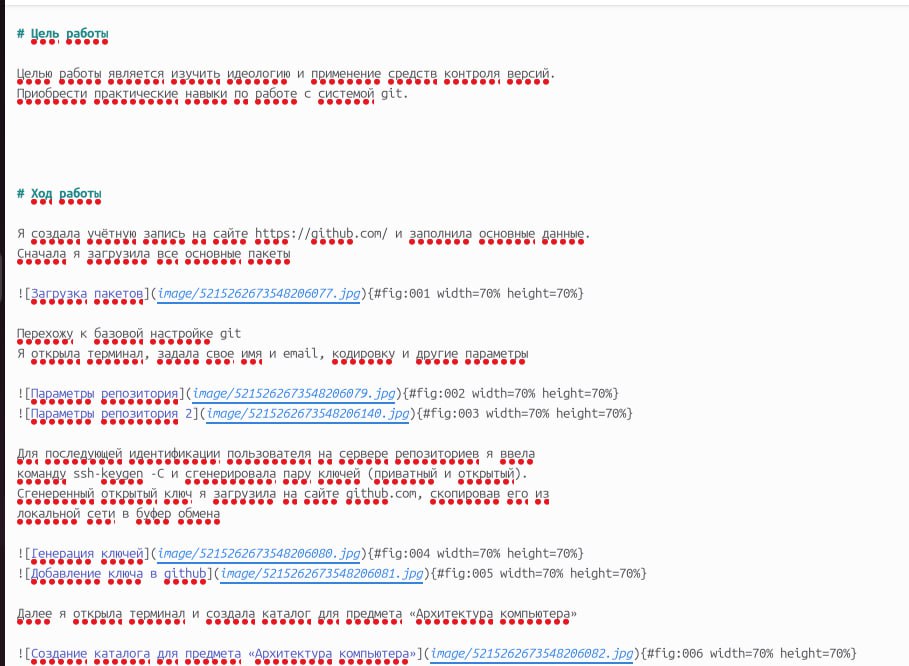 # Цель работы
Целью работы является изучить идеологию и применение средств контроля версий.
Приобрести практические навыки по работе с системой git.
# Ход работы
Я создала учётную запись на сайте https://github.com/ и заполнила основные данные.
Сначала я загрузила все основные пакеты
![Загрузка пакетов](image/5215262673548206077.jpg){#fig:001 width=70% height=70%}
Перехожу к базовой настройке git
Я открыла терминал, задала свое имя и email, кодировку и другие параметры
![Параметры репозитория](image/5215262673548206079.jpg){#fig:002 width=70% height=70%}
![Параметры репозитория 2](image/5215262673548206140.jpg){#fig:003 width=70% height=70%}
Для последующей идентификации пользователя на сервере репозиториев я ввела
команду ssh-keygen -C и сгенерировала пару ключей (приватный и открытый).
Сгенеренный открытый ключ я загрузила на сайте github.com, скопировав его из
локальной сети в буфер обмена
![Генерация ключей](image/5215262673548206080.jpg){#fig:004 width=70% height=70%}
![Добавление ключа в github](image/5215262673548206081.jpg){#fig:005 width=70% height=70%}
Далее я открыла терминал и создала каталог для предмета «Архитектура компьютера»
![Создание каталога для предмета «Архитектура компьютера»](image/5215262673548206082.jpg){#fig:006 width=70% height=70%}